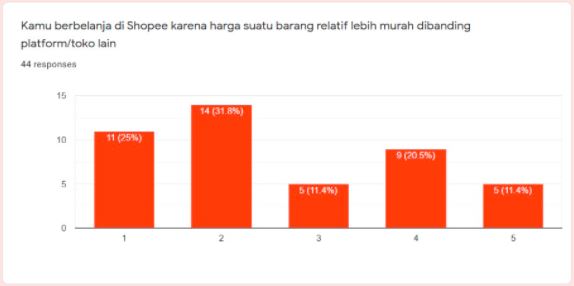 Kamu berbelanja di Shopee karena harga suatu barang relatif lebih murah dibanding
platform/toko lain
44 responses
15
10
5
0
11 (25%)
14 (31.8%)
5 (11.4%)
9 (20.5%)
5 (11.4%)
1 2 3 4 5